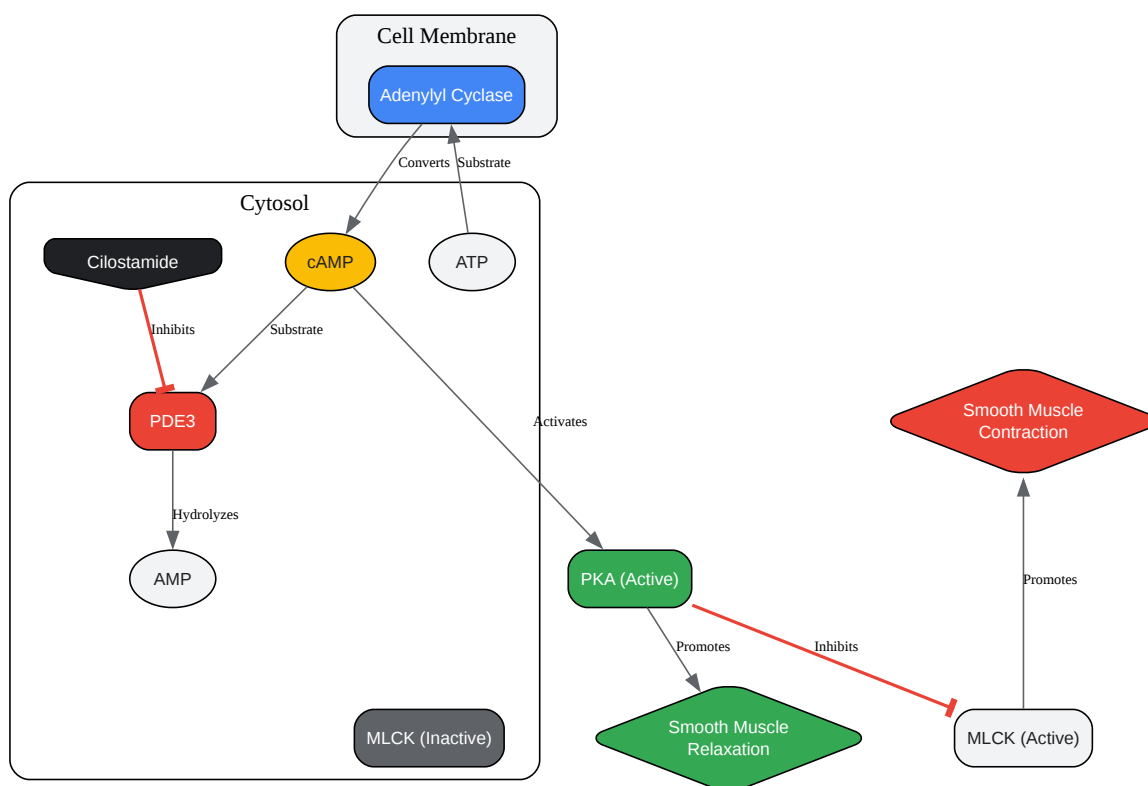 Cell Membrane
Adenylyl Cyclase
Converts
Substrate
Cytosol
Cilostamide
cAMP
ATP
Inhibits
Substrate
PDE3
Activates
Smooth Muscle
Contraction
Hydrolyzes
AMP
PKA (Active)
Promotes
Promotes
Inhibits
MLCK (Inactive)
Smooth Muscle
Relaxation
MLCK (Active)